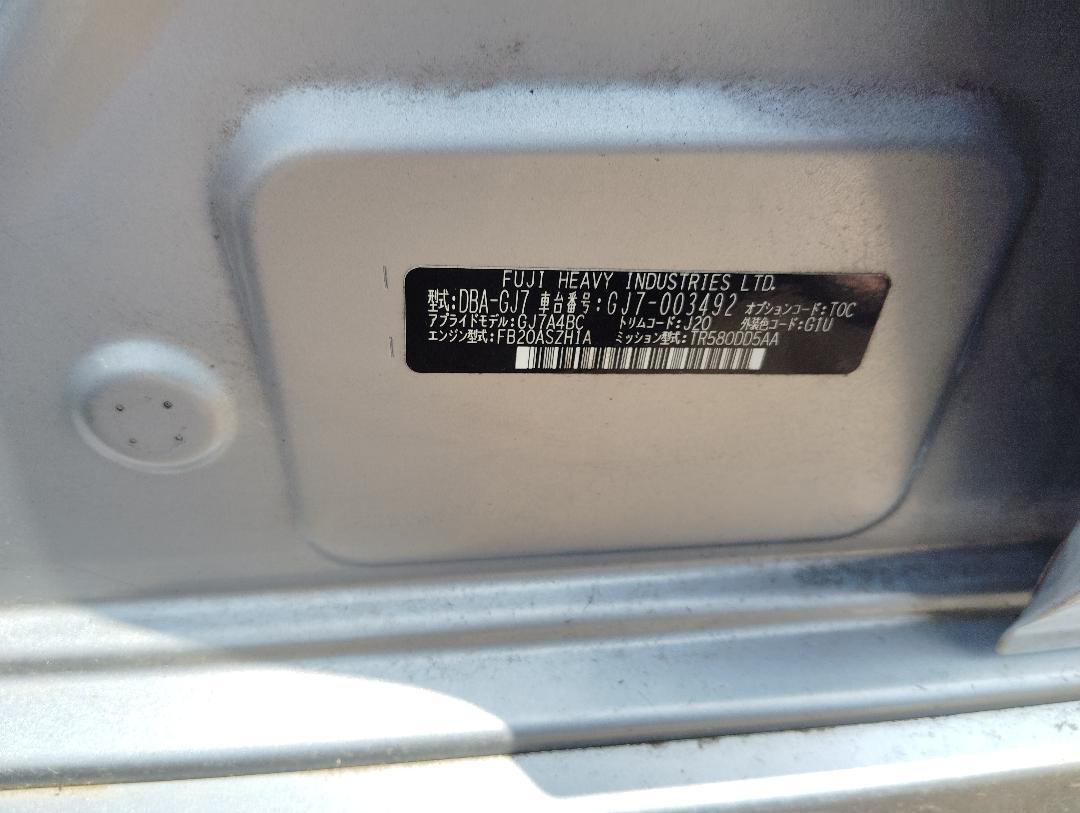 FUJI HEAVY INDUSTRIES LTD.
型式:DBA-GJ7 車台番号:GJ7-003492 オプションコード:TOC
アプライドモデル:GJ7A4BC トリムコード:J20 外装色コード:G1U
エンジン型式:FB20ASZH1A ミッション型式:TR580DD5AA